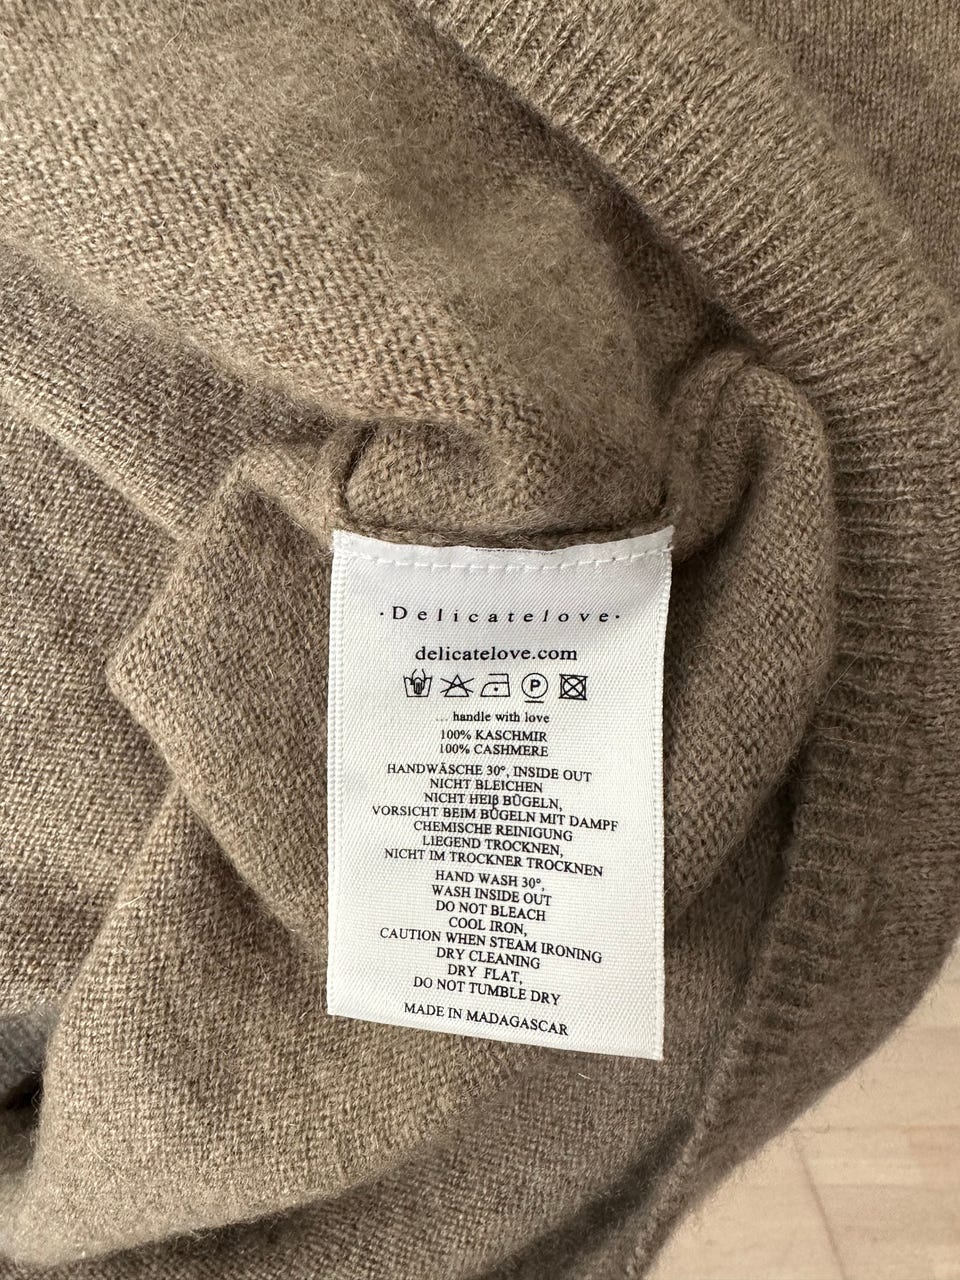 ·Delicatelove·
delicatelove.com
P
... handle with love
100% KASCHMIR
100% CASHMERE
HANDWÄSCHE 30°, INSIDE OUT
NICHT BLEICHEN
NICHT HEIβ BÜGELN,
VORSICHT BEIM BÜGELN MIT DAMPF
CHEMISCHE REINIGUNG
LIEGEND TROCKNEN,
NICHT IM TROCKNER TROCKNEN
HAND WASH 30°,
WASH INSIDE OUT
DO NOT BLEACH
COOL IRON,
CAUTION WHEN STEAM IRONING
DRY CLEANING
DRY FLAT,
DO NOT TUMBLE DRY
MADE IN MADAGASCAR